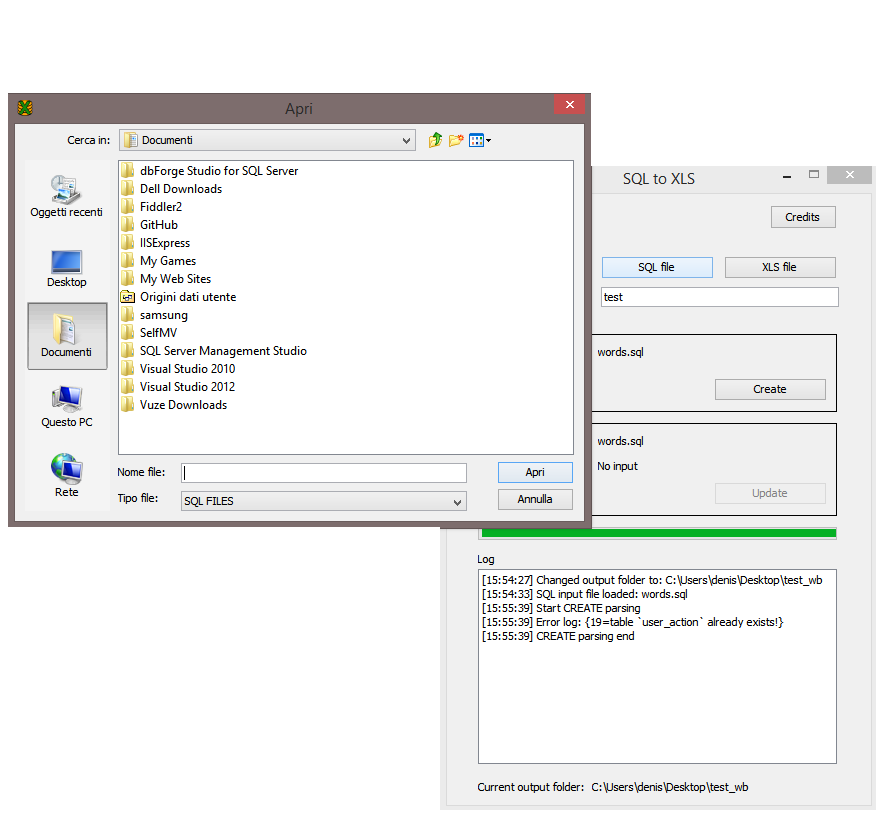 Apri
Cerca in:
Documenti
Oggetti recenti
Desktop
Documenti
Questo PC
Rete
dbForge Studio for SQL Server
Dell Downloads
Fiddler2
GitHub
IISExpress
My Games
My Web Sites
Origini dati utente
samsung
SelfMV
SQL Server Management Studio
Visual Studio 2010
Visual Studio 2012
Vuze Downloads
Nome file:
Apri
Tipo file:
SQL FILES
Annulla
SQL to XLS
Credits
SQL file
XLS file
test
words.sql
Create
words.sql
No input
Update
Log
[15:54:27] Changed output folder to: C:\Users\denis\Desktop\test_wb
[15:54:33] SQL input file loaded: words.sql
[15:55:39] Start CREATE parsing
[15:55:39] Error log: {19=table `user_action` already exists!}
[15:55:39] CREATE parsing end
Current output folder: C:\Users\denis\Desktop\test_wb